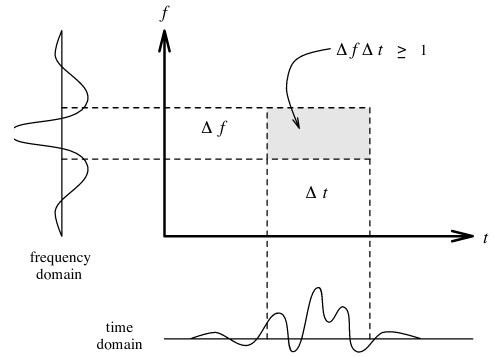 f
Δ f Δ t ≥ 1
Δ f
Δ t
t
frequency
domain
time
domain